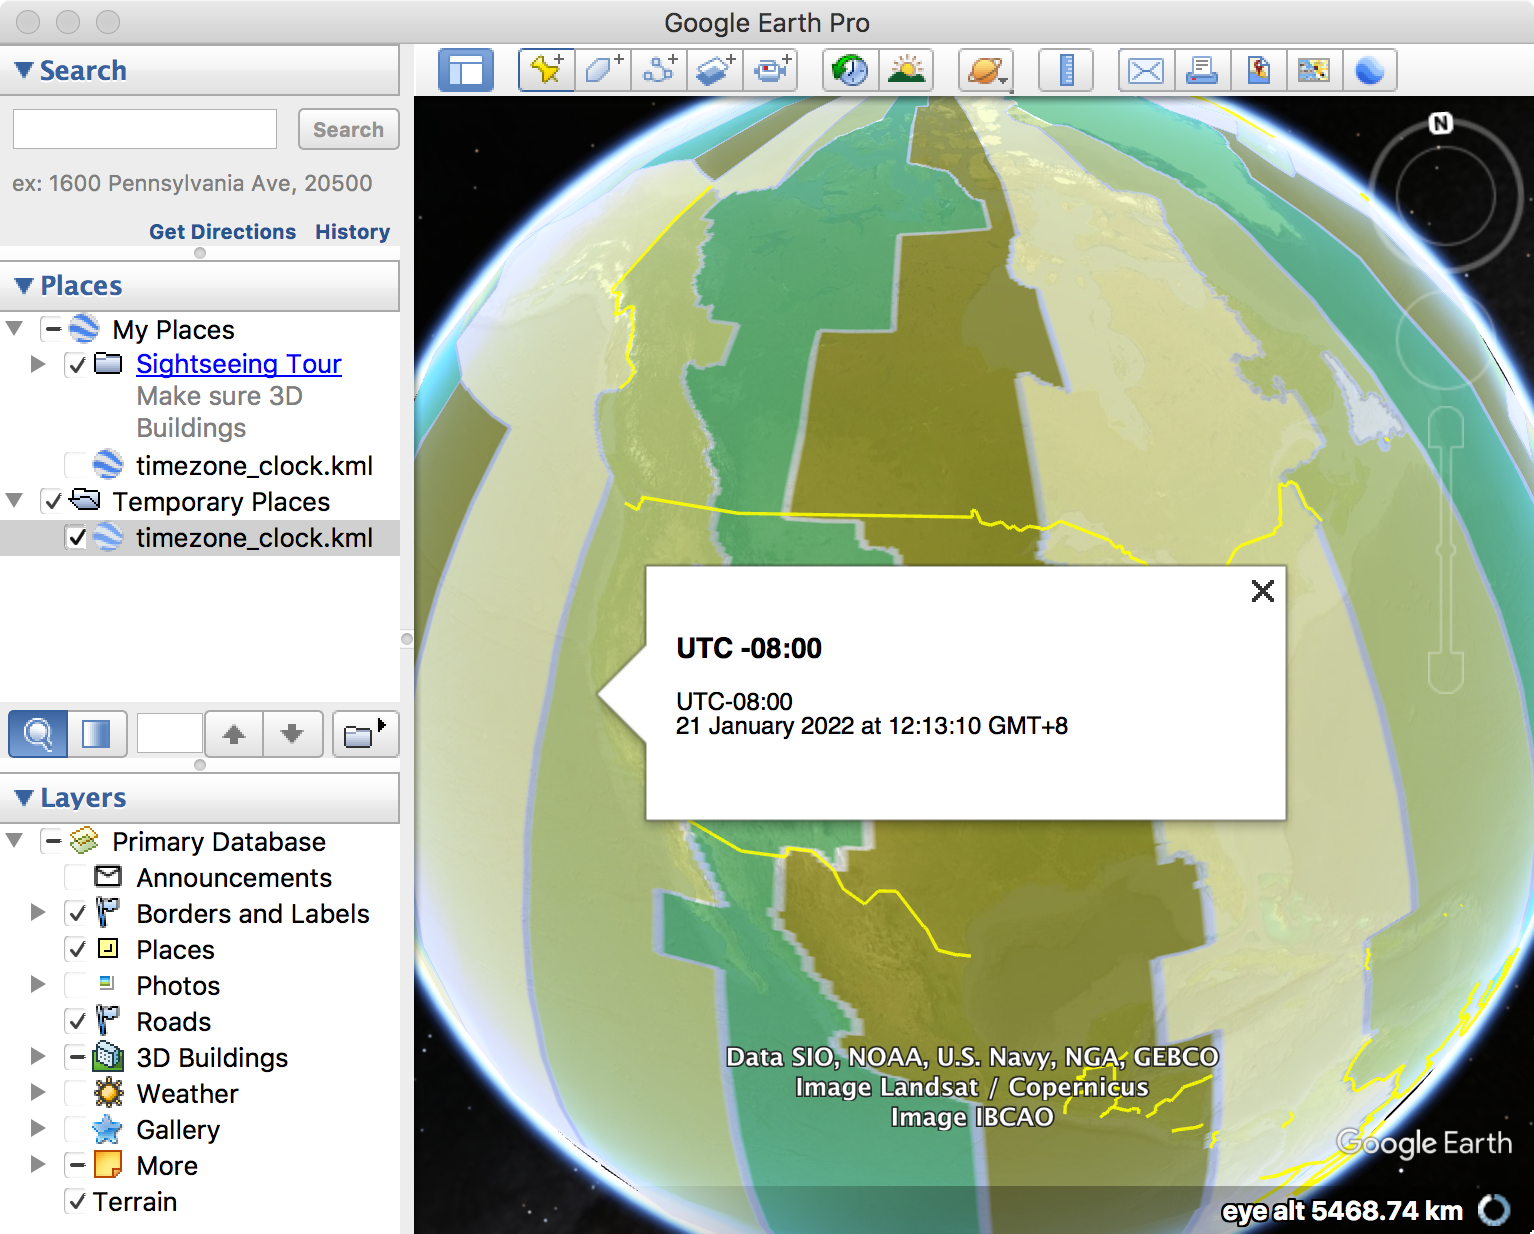 Google Earth Pro
Search
Search
ex: 1600 Pennsylvania Ave, 20500
Get Directions History
Places
My Places
Sightseeing Tour
Make sure 3D
Buildings
timezone_clock.kml
Temporary Places
timezone_clock.kml
Layers
Primary Database
Announcements
Borders and Labels
Places
Photos
Roads
3D Buildings
Weather
Gallery
More
Terrain
N
UTC -08:00
UTC-08:00
21 January 2022 at 12:13:10 GMT+8
Data SIO, NOAA, U.S. Navy, NGA, GEBCO
Image Landsat / Copernicus
Image IBCAO
Google Earth
eye alt 5468.74 km